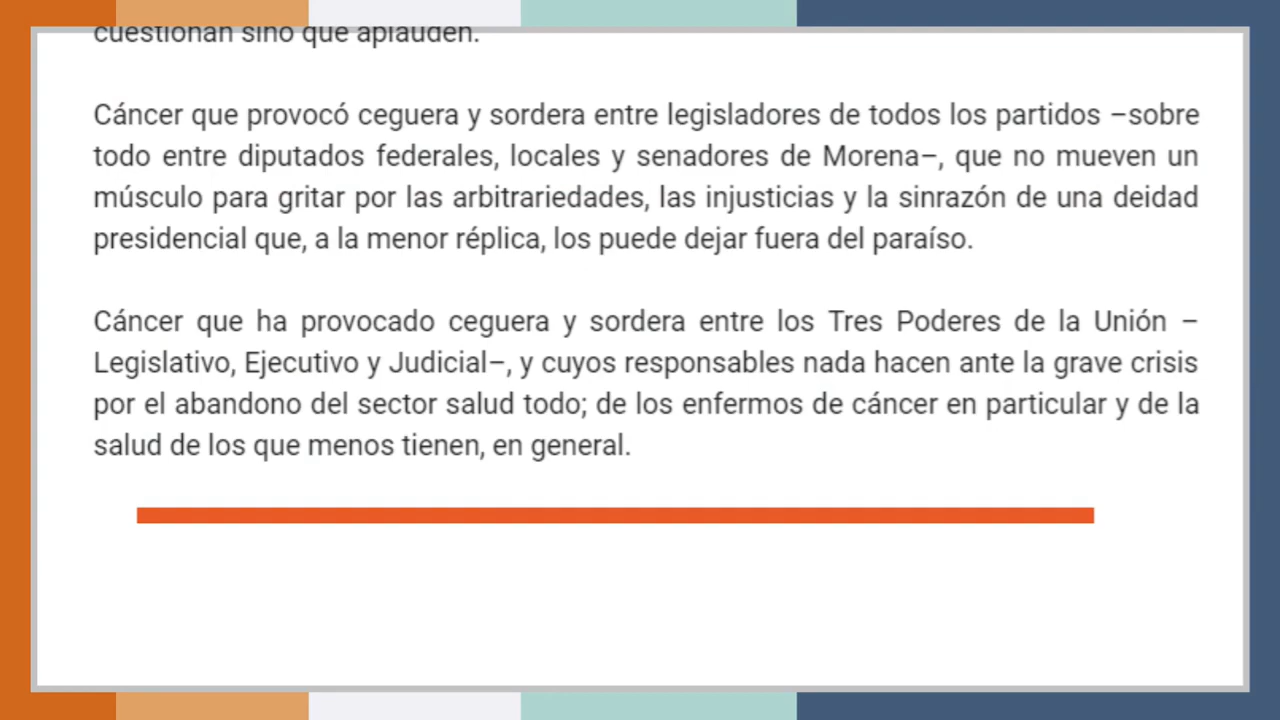 cuestionan sino que aplauden.
Cáncer que provocó ceguera y sordera entre legisladores de todos los partidos –sobre
todo entre diputados federales, locales y senadores de Morena–, que no mueven un
músculo para gritar por las arbitrariedades, las injusticias y la sinrazón de una deidad
presidencial que, a la menor réplica, los puede dejar fuera del paraíso.
Cáncer que ha provocado ceguera y sordera entre los Tres Poderes de la Unión –
Legislativo, Ejecutivo y Judicial–, y cuyos responsables nada hacen ante la grave crisis
por el abandono del sector salud todo; de los enfermos de cáncer en particular y de la
salud de los que menos tienen, en general.